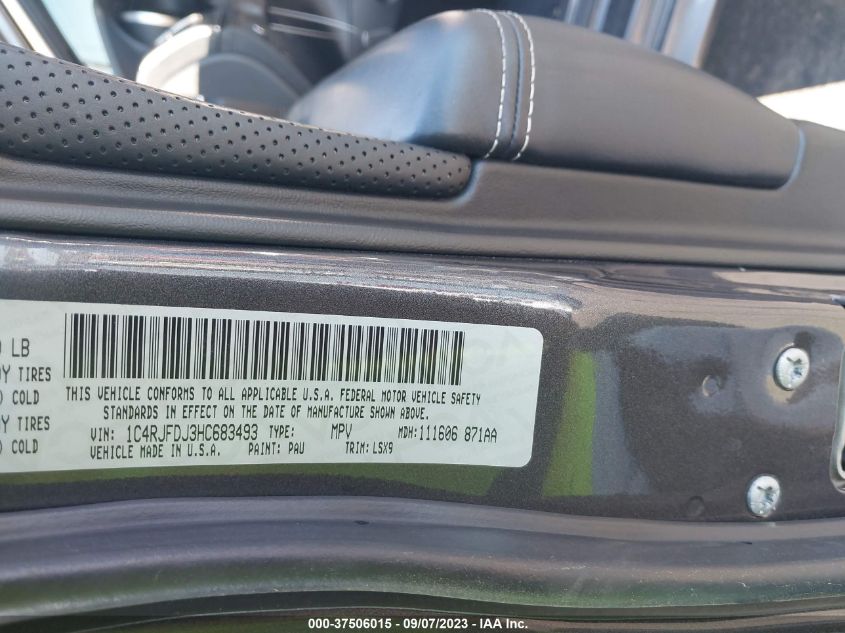 LB
TIRES
COLD
TIRES
COLD
THIS VEHICLE CONFORMS TO ALL APPLICABLE U.S.A. FEDERAL MOTOR VEHICLE SAFETY
STANDARDS IN EFFECT ON THE DATE OF MANUFACTURE SHOWN ABOVE.
VIN: 1C4RJFDJ3HC683493 TYPE: MPV MDH:111606 871AA
VEHICLE MADE IN U.S.A. PAINT: PAU TRIM: LSX9
000-37506015 - 09/07/2023 - IAA Inc.